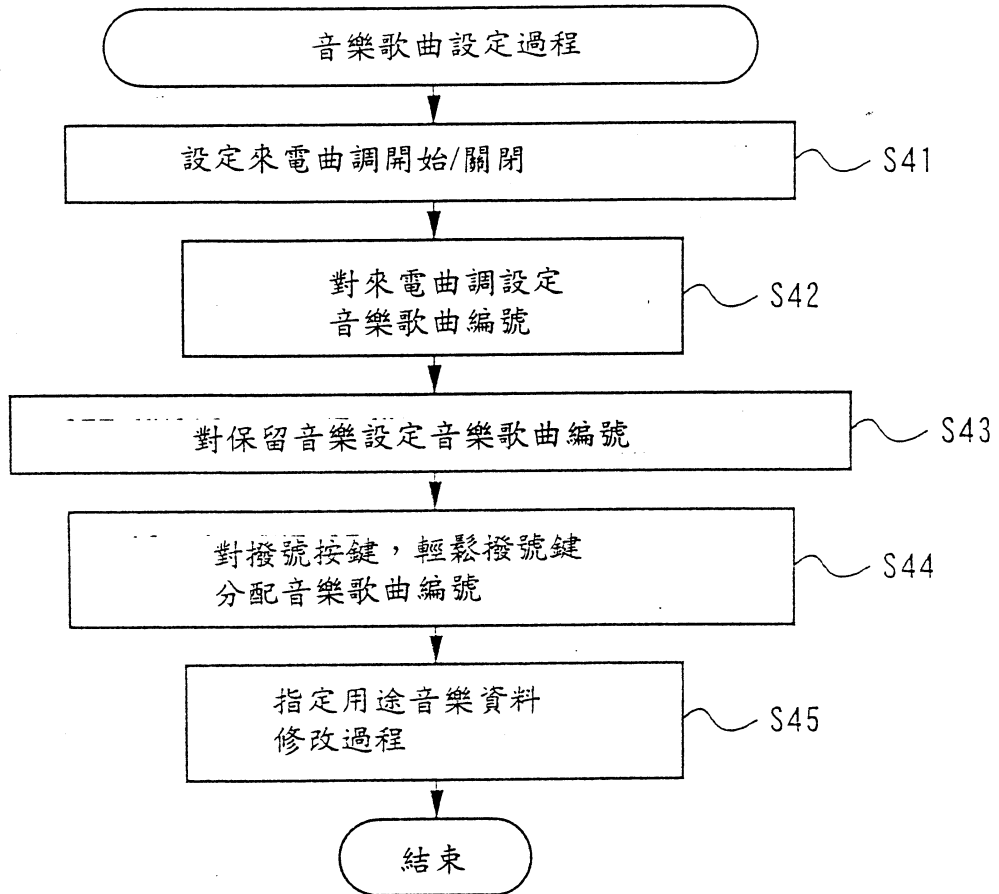 音樂歌曲設定過程
設定來電曲調開始/關閉
S41
對來電曲調設定
音樂歌曲編號
S42
對保留音樂設定音樂歌曲編號
S43
對撥號按鍵，輕鬆撥號鍵
分配音樂歌曲編號
S44
指定用途音樂資料
修改過程
S45
結束